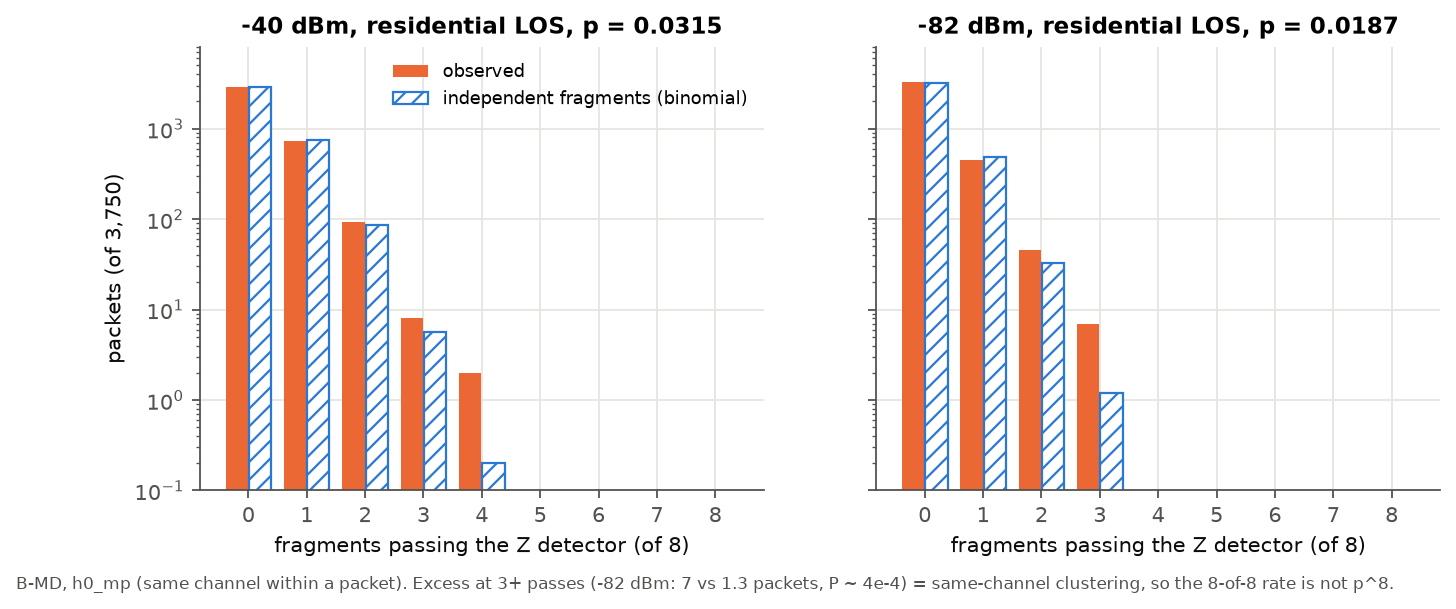 -40 dBm, residential LOS, p = 0.0315
-82 dBm, residential LOS, p = 0.0187
observed
independent fragments (binomial)
packets (of 3,750)
10³
10²
10¹
10⁰
10⁻¹
0 1 2 3 4 5 6 7 8
0 1 2 3 4 5 6 7 8
fragments passing the Z detector (of 8)
fragments passing the Z detector (of 8)
B-MD, h0_mp (same channel within a packet). Excess at 3+ passes (-82 dBm: 7 vs 1.3 packets, P ~ 4e-4) = same-channel clustering, so the 8-of-8 rate is not p^8.